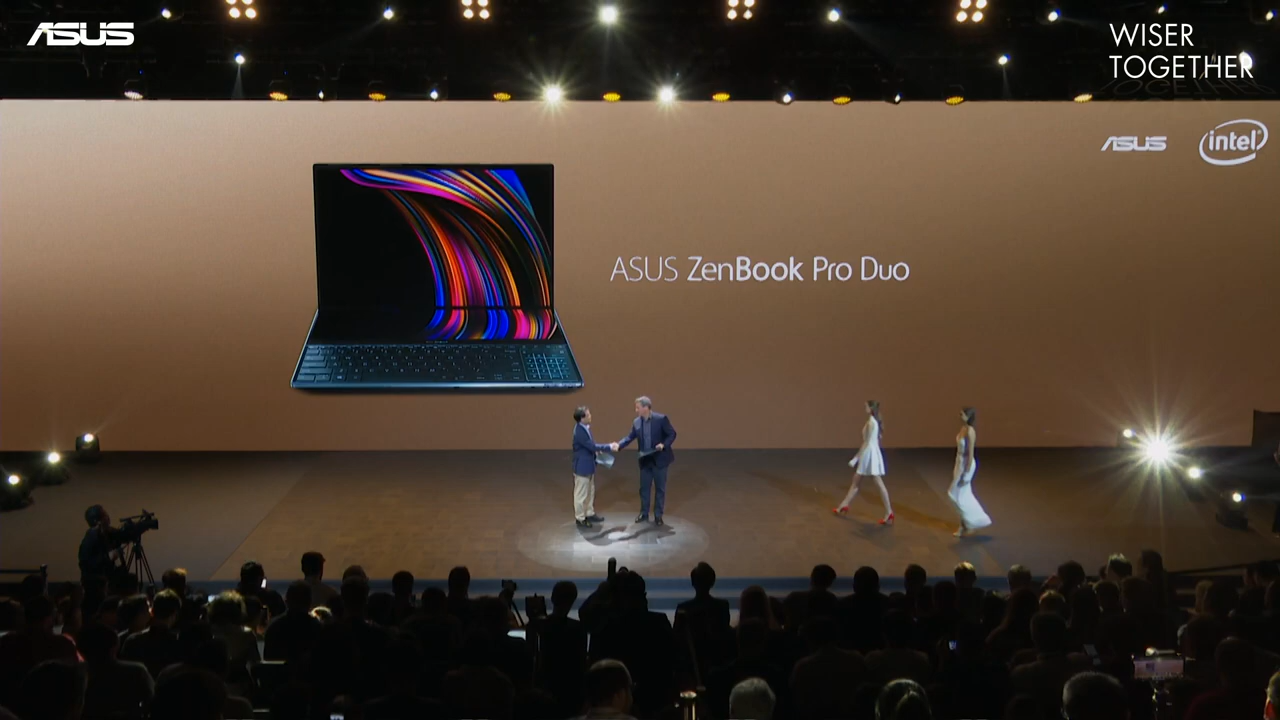 ASUS
WISER
TOGETHER
ASUS
intel
ASUS ZenBook Pro Duo